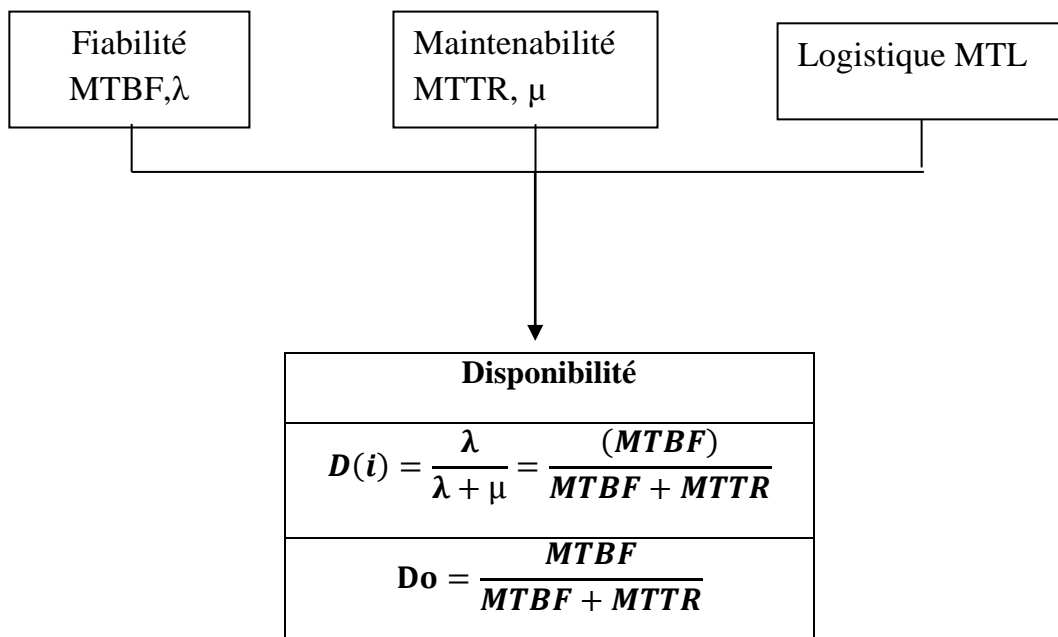 Fiabilité
MTBF,λ
Maintenabilité
MTTR, μ
Logistique MTL
Disponibilité
D(i) = λ / (λ + μ) = (MTBF) / (MTBF + MTTR)
Do = MTBF / (MTBF + MTTR)